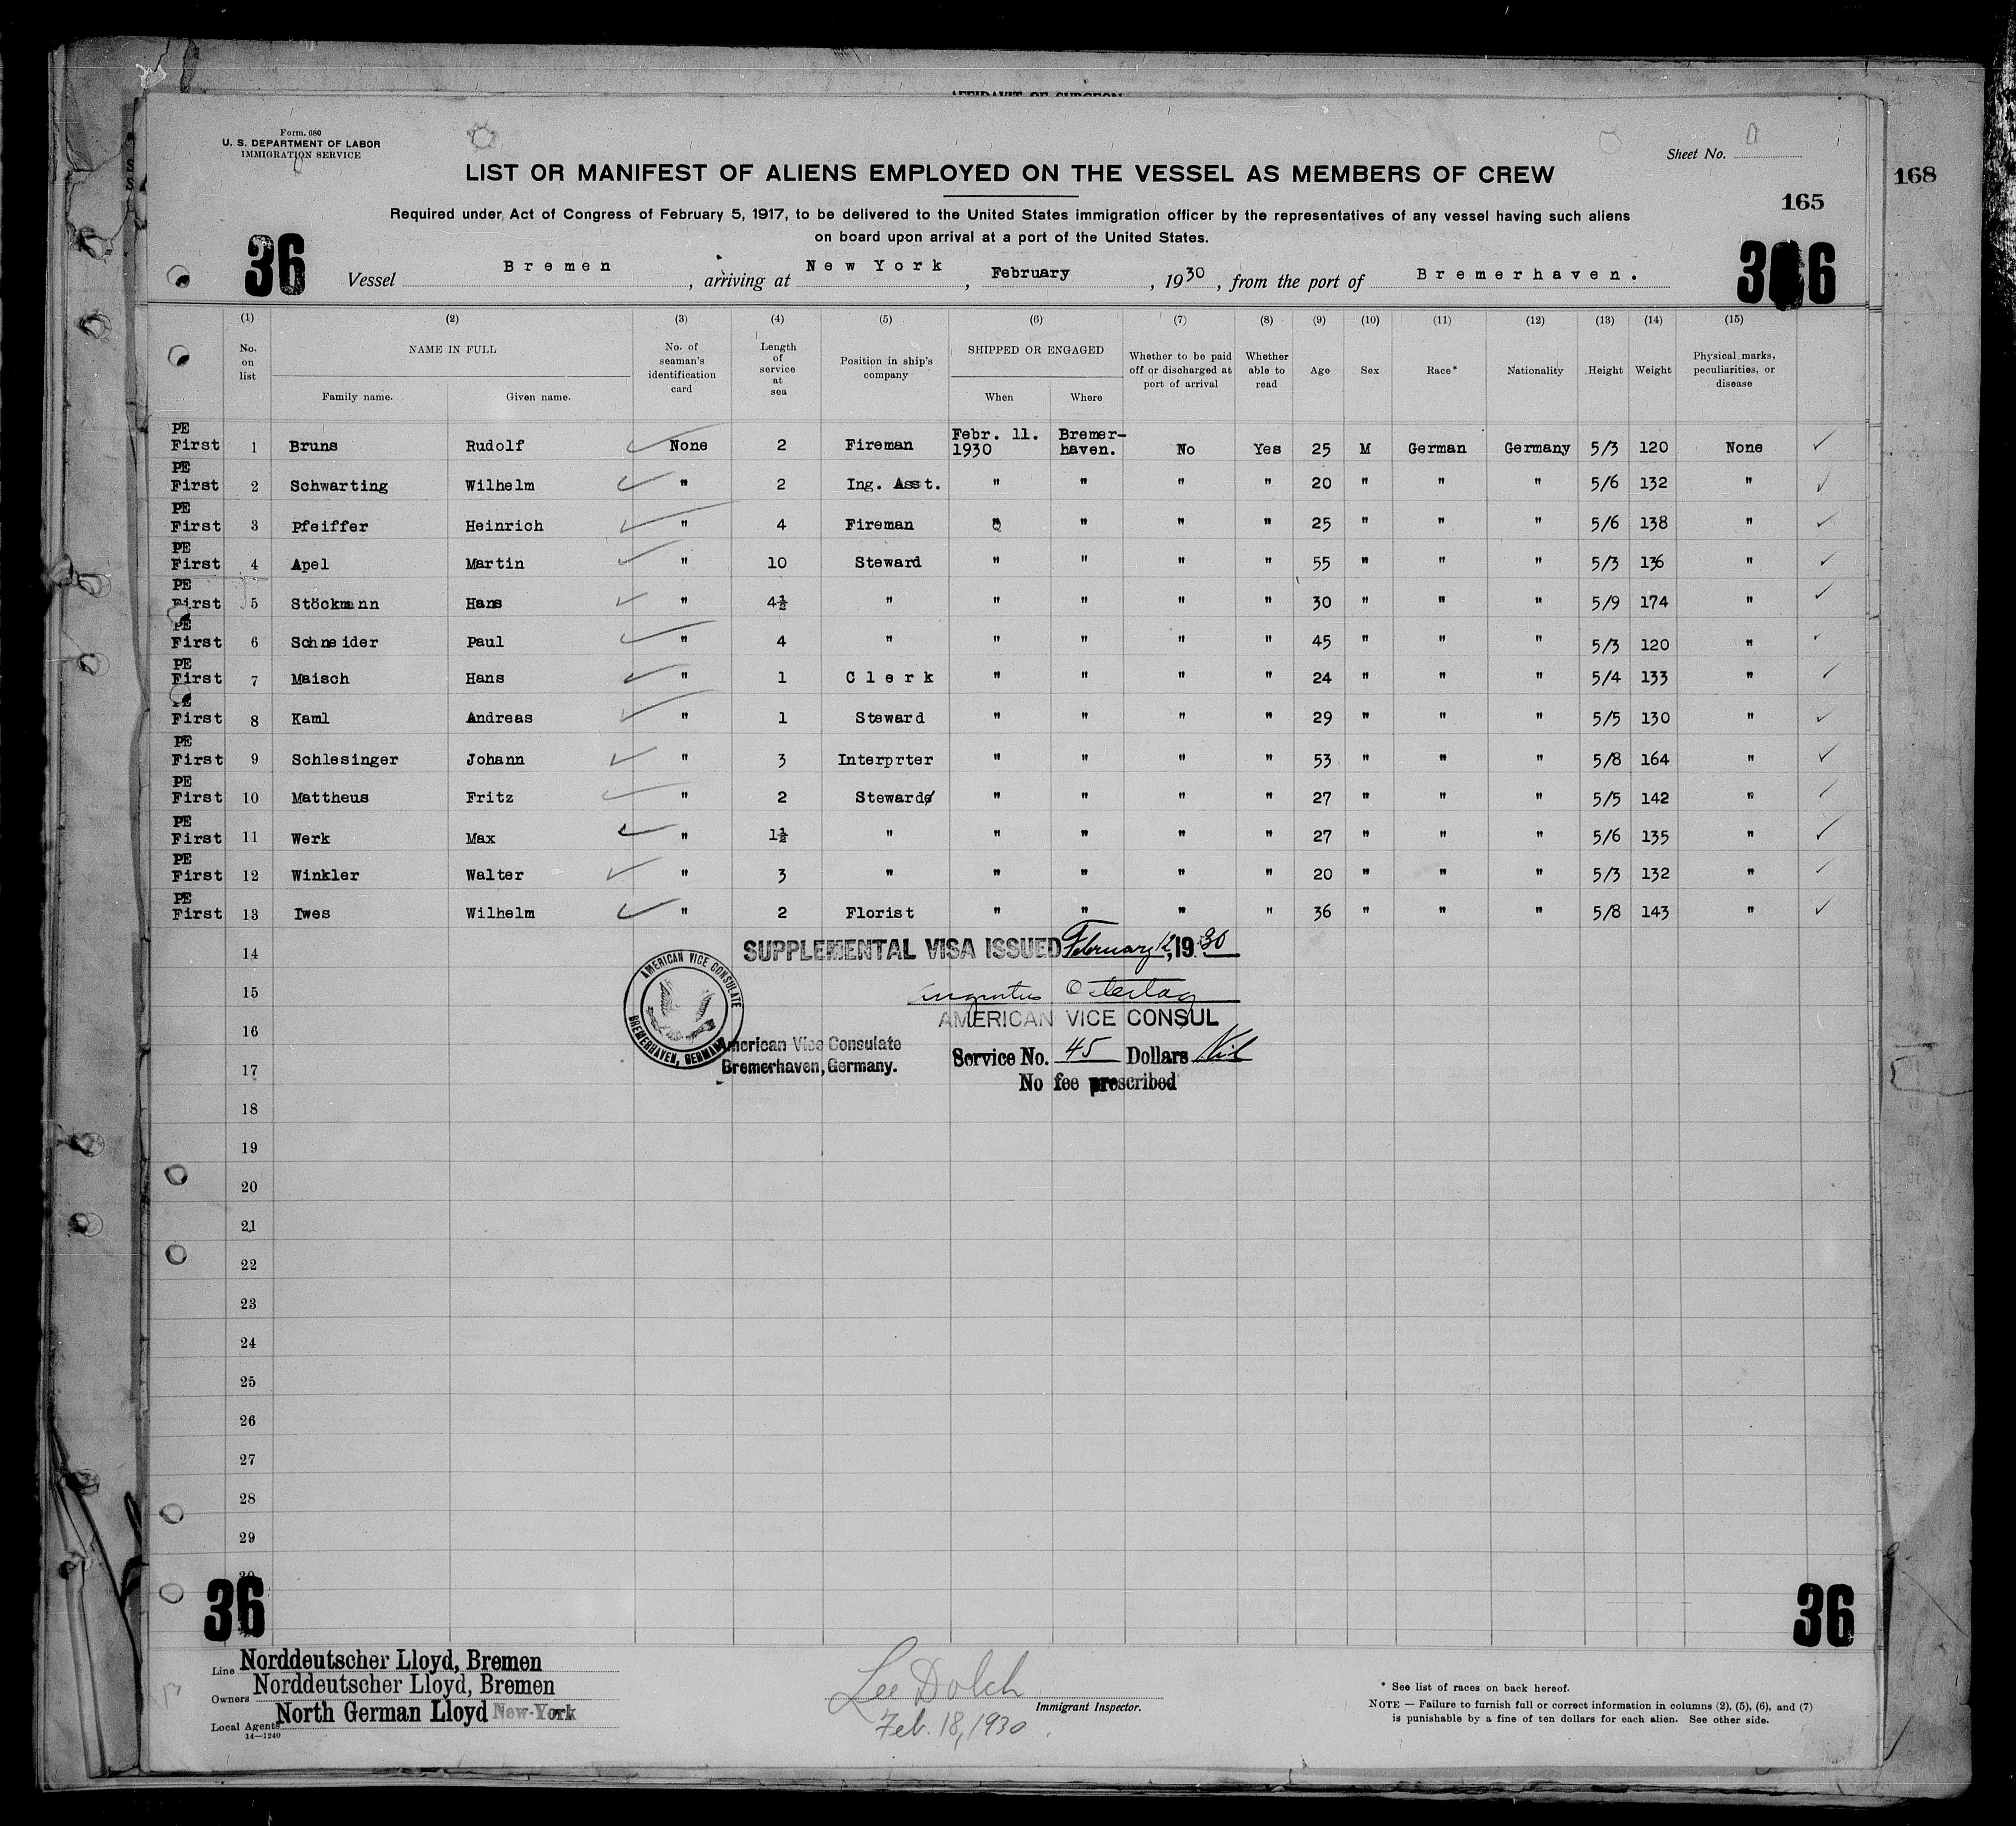 Form. 680
U. S. DEPARTMENT OF LABOR
IMMIGRATION SERVICE
Sheet No.
LIST OR MANIFEST OF ALIENS EMPLOYED ON THE VESSEL AS MEMBERS OF CREW
168
165
Required under Act of Congress of February 5, 1917, to be delivered to the United States immigration officer by the representatives of any vessel having such aliens
on board upon arrival at a port of the United States.
36 Vessel Bremen, arriving at New York, February, 1930, from the port of Bremerhaven. 36
(1) (2) (3) (4) (5) (6) (7) (8) (9) (10) (11) (12) (13) (14) (15)
No. on list NAME IN FULL Family name. Given name. No. of seaman's identification card Length of service at sea Position in ship's company SHIPPED OR ENGAGED When Where Whether to be paid off or discharged at port of arrival Whether able to read Age Sex Race* Nationality Height Weight Physical marks, peculiarities, or disease
PE First 1 Bruns Rudolf None 2 Fireman Febr. 11. 1930 Bremer-haven. No Yes 25 M German Germany 5/3 120 None
PE First 2 Schwarting Wilhelm " 2 Ing. Asst. " " " " 20 " " " 5/6 132 "
PE First 3 Pfeiffer Heinrich " 4 Fireman " " " " 25 " " " 5/6 138 "
PE First 4 Apel Martin " 10 Steward " " " " 55 " " " 5/3 136 "
PE First 5 Stöckmann Hans " 4½ " " " " " 30 " " " 5/9 174 "
PE First 6 Schneider Paul " 4 " " " " " 45 " " " 5/3 120 "
PE First 7 Maisch Hans " 1 Clerk " " " " 24 " " " 5/4 133 "
PE First 8 Kaml Andreas " 1 Steward " " " " 29 " " " 5/5 130 "
PE First 9 Schlesinger Johann " 3 Interprter " " " " 53 " " " 5/8 164 "
PE First 10 Mattheus Fritz " 2 Steward " " " " 27 " " " 5/5 142 "
PE First 11 Werk Max " 1½ " " " " " 27 " " " 5/6 135 "
PE First 12 Winkler Walter " 3 " " " " " 20 " " " 5/3 132 "
PE First 13 Iwes Wilhelm " 2 Florist " " " " 36 " " " 5/8 143 "
14
SUPPLEMENTAL VISA ISSUED February 12, 1930
15
AMERICAN VICE CONSULATE BREMERHAVEN, GERMANY
16
AMERICAN VICE CONSUL
American Vice Consulate
Bremerhaven, Germany.
Service No. 45 Dollars Nil
17
No fee prescribed
18
19
20
21
22
23
24
25
26
27
28
29
30
36 36
Line Norddeutscher Lloyd, Bremen
Owners Norddeutscher Lloyd, Bremen
Local Agents North German Lloyd New-York
14—1240
Lee Dolch
Immigrant Inspector.
Feb. 18, 1930.
* See list of races on back hereof.
NOTE — Failure to furnish full or correct information in columns (2), (5), (6), and (7)
is punishable by a fine of ten dollars for each alien. See other side.